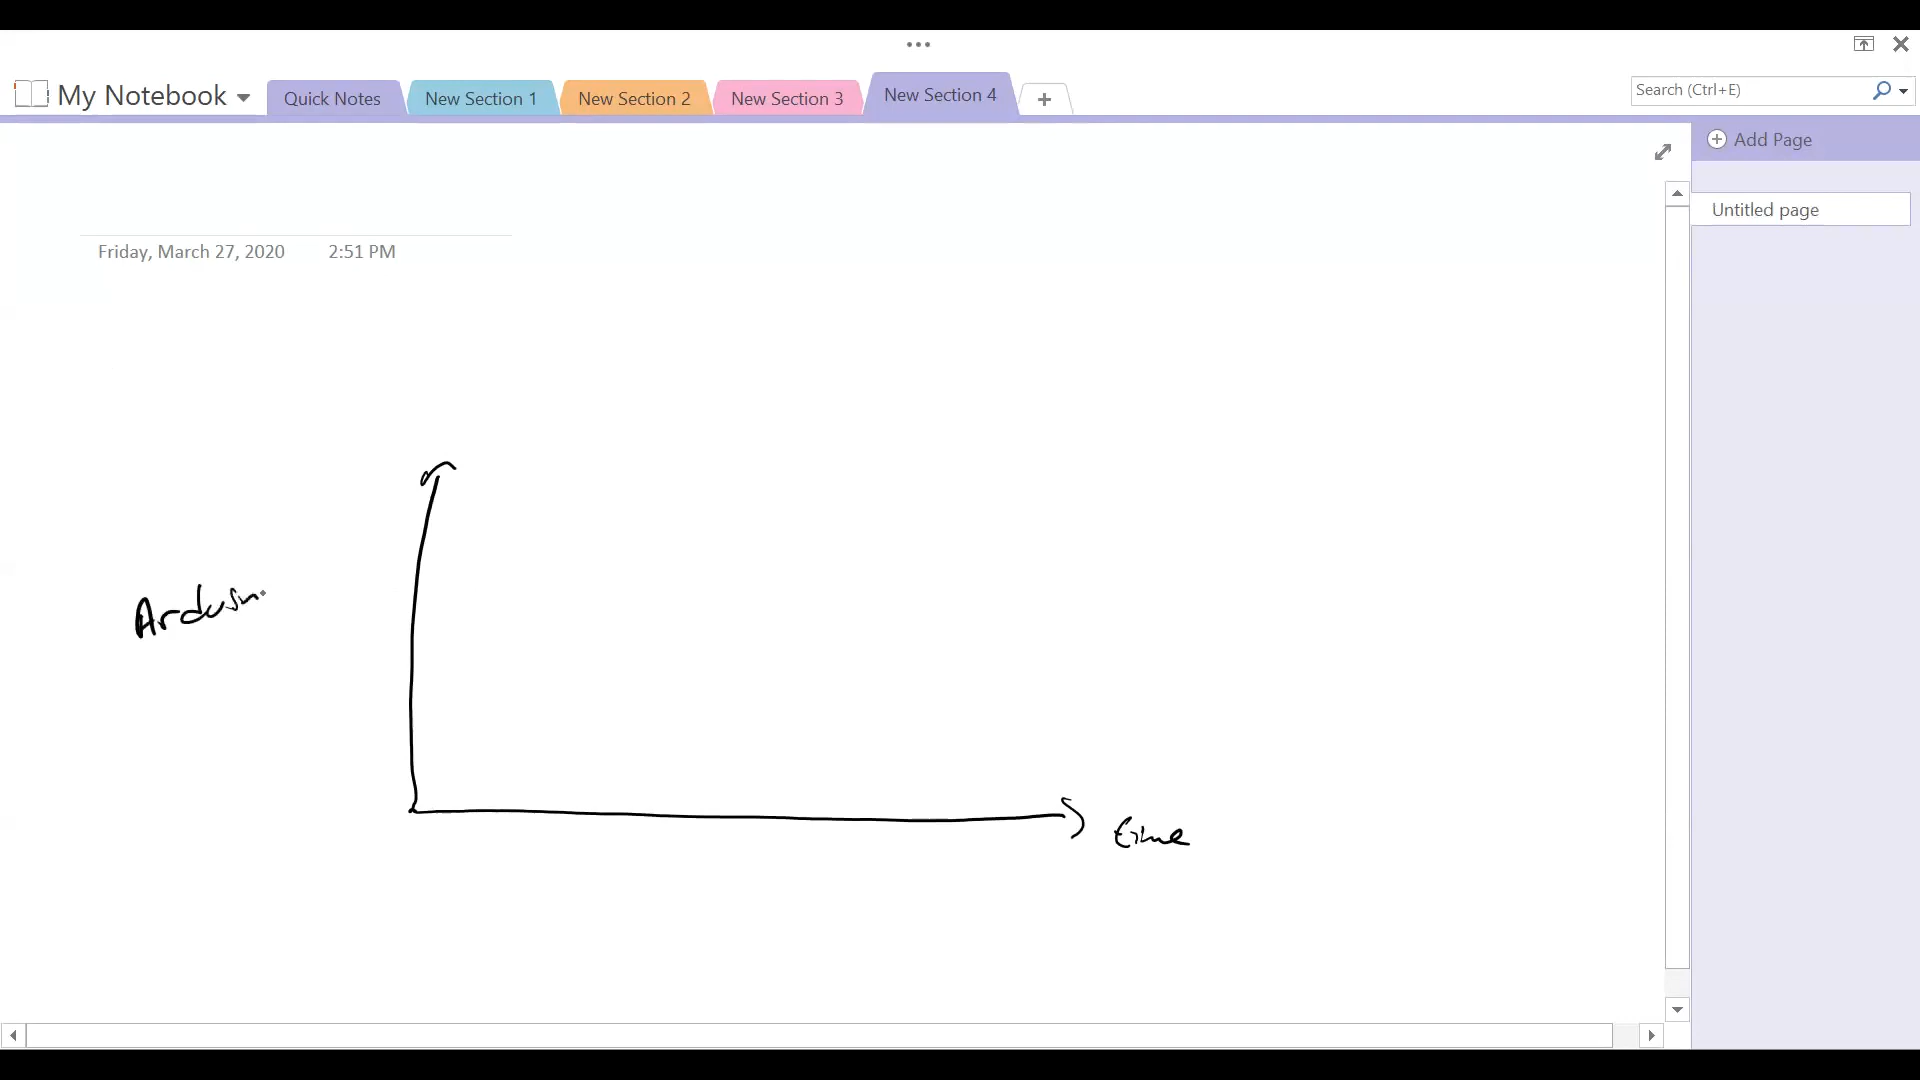 My Notebook
Quick Notes
New Section 1
New Section 2
New Section 3
New Section 4
Search (Ctrl+E)
Add Page
Untitled page
Friday, March 27, 2020 2:51 PM
time